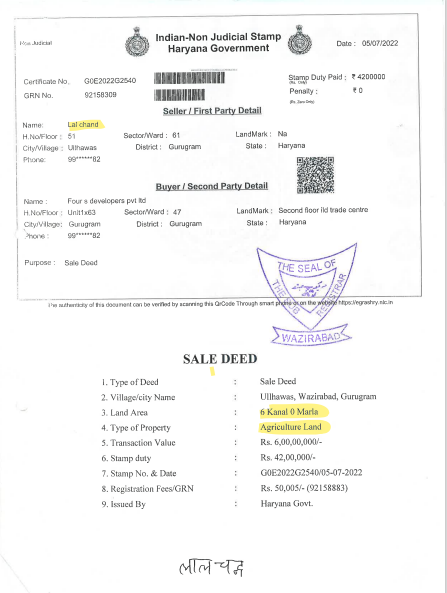 Indian-Non Judicial Stamp
Haryana Government
Non Judicial
Date : 05/07/2022
Certificate No. G0E2022G2540
Stamp Duty Paid : ₹ 4200000
(Rs. Only)
GRN No. 92158309
Penalty : ₹ 0
(Rs. Zero Only)
Seller / First Party Detail
Name: Lal chand
H.No/Floor : 51 Sector/Ward : 61 LandMark : Na
City/Village : Ullhawas District : Gurugram State : Haryana
Phone: 99******82
Buyer / Second Party Detail
Name : Four s developers pvt ltd
H.No/Floor : Unit1x63 Sector/Ward : 47 LandMark : Second floor ild trade centre
City/Village: Gurugram District : Gurugram State : Haryana
Phone : 99******82
Purpose : Sale Deed
THE SEAL OF
THE SUB REGISTRAR
WAZIRABAD
The authenticity of this document can be verified by scanning this QrCode Through smart phone or on the website https://egrashry.nic.in
SALE DEED
1. Type of Deed : Sale Deed
2. Village/city Name : Ullhawas, Wazirabad, Gurugram
3. Land Area : 6 Kanal 0 Marla
4. Type of Property : Agriculture Land
5. Transaction Value : Rs. 6,00,00,000/-
6. Stamp duty : Rs. 42,00,000/-
7. Stamp No. & Date : G0E2022G2540/05-07-2022
8. Registration Fees/GRN : Rs. 50,005/- (92158883)
9. Issued By : Haryana Govt.
लालचन्द